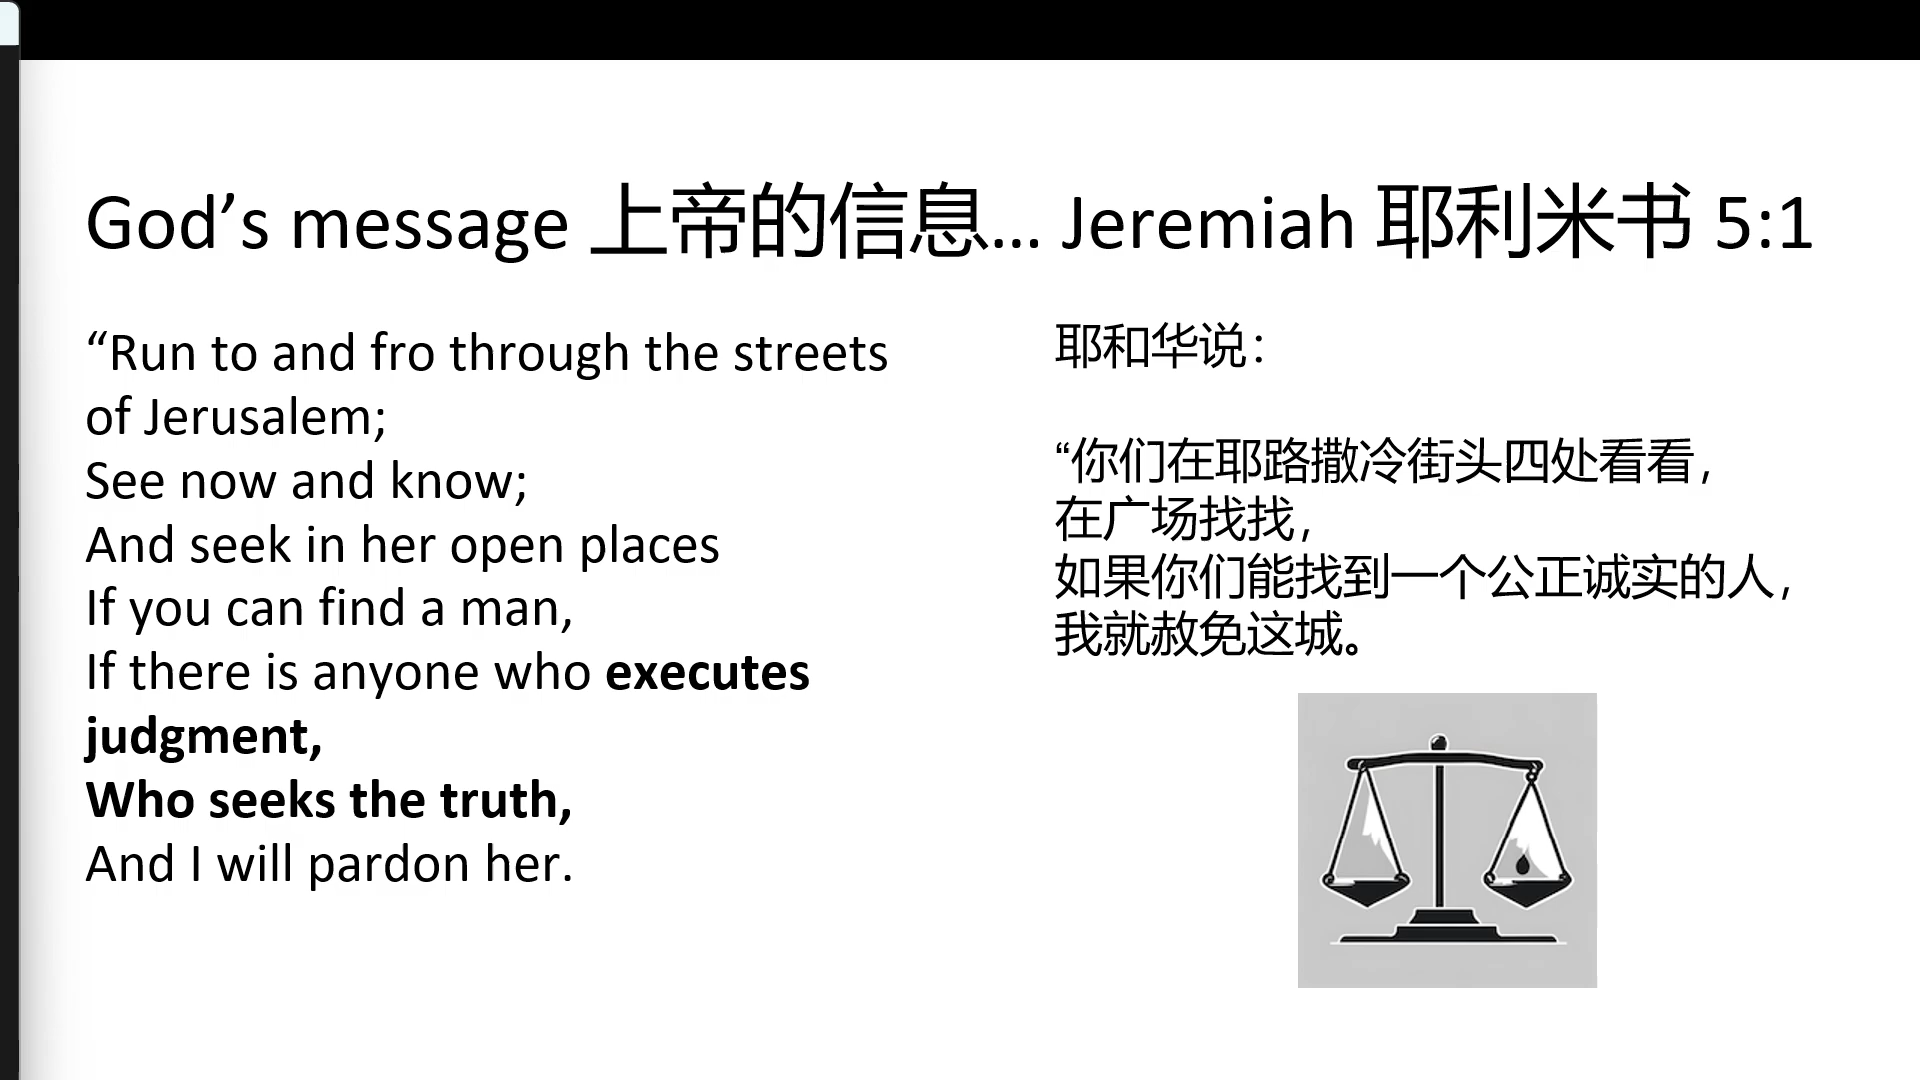 God’s message 上帝的信息... Jeremiah 耶利米书 5:1
“Run to and fro through the streets
of Jerusalem;
See now and know;
And seek in her open places
If you can find a man,
If there is anyone who executes
judgment,
Who seeks the truth,
And I will pardon her.
耶和华说：
“你们在耶路撒冷街头四处看看，
在广场找找，
如果你们能找到一个公正诚实的人，
我就赦免这城。